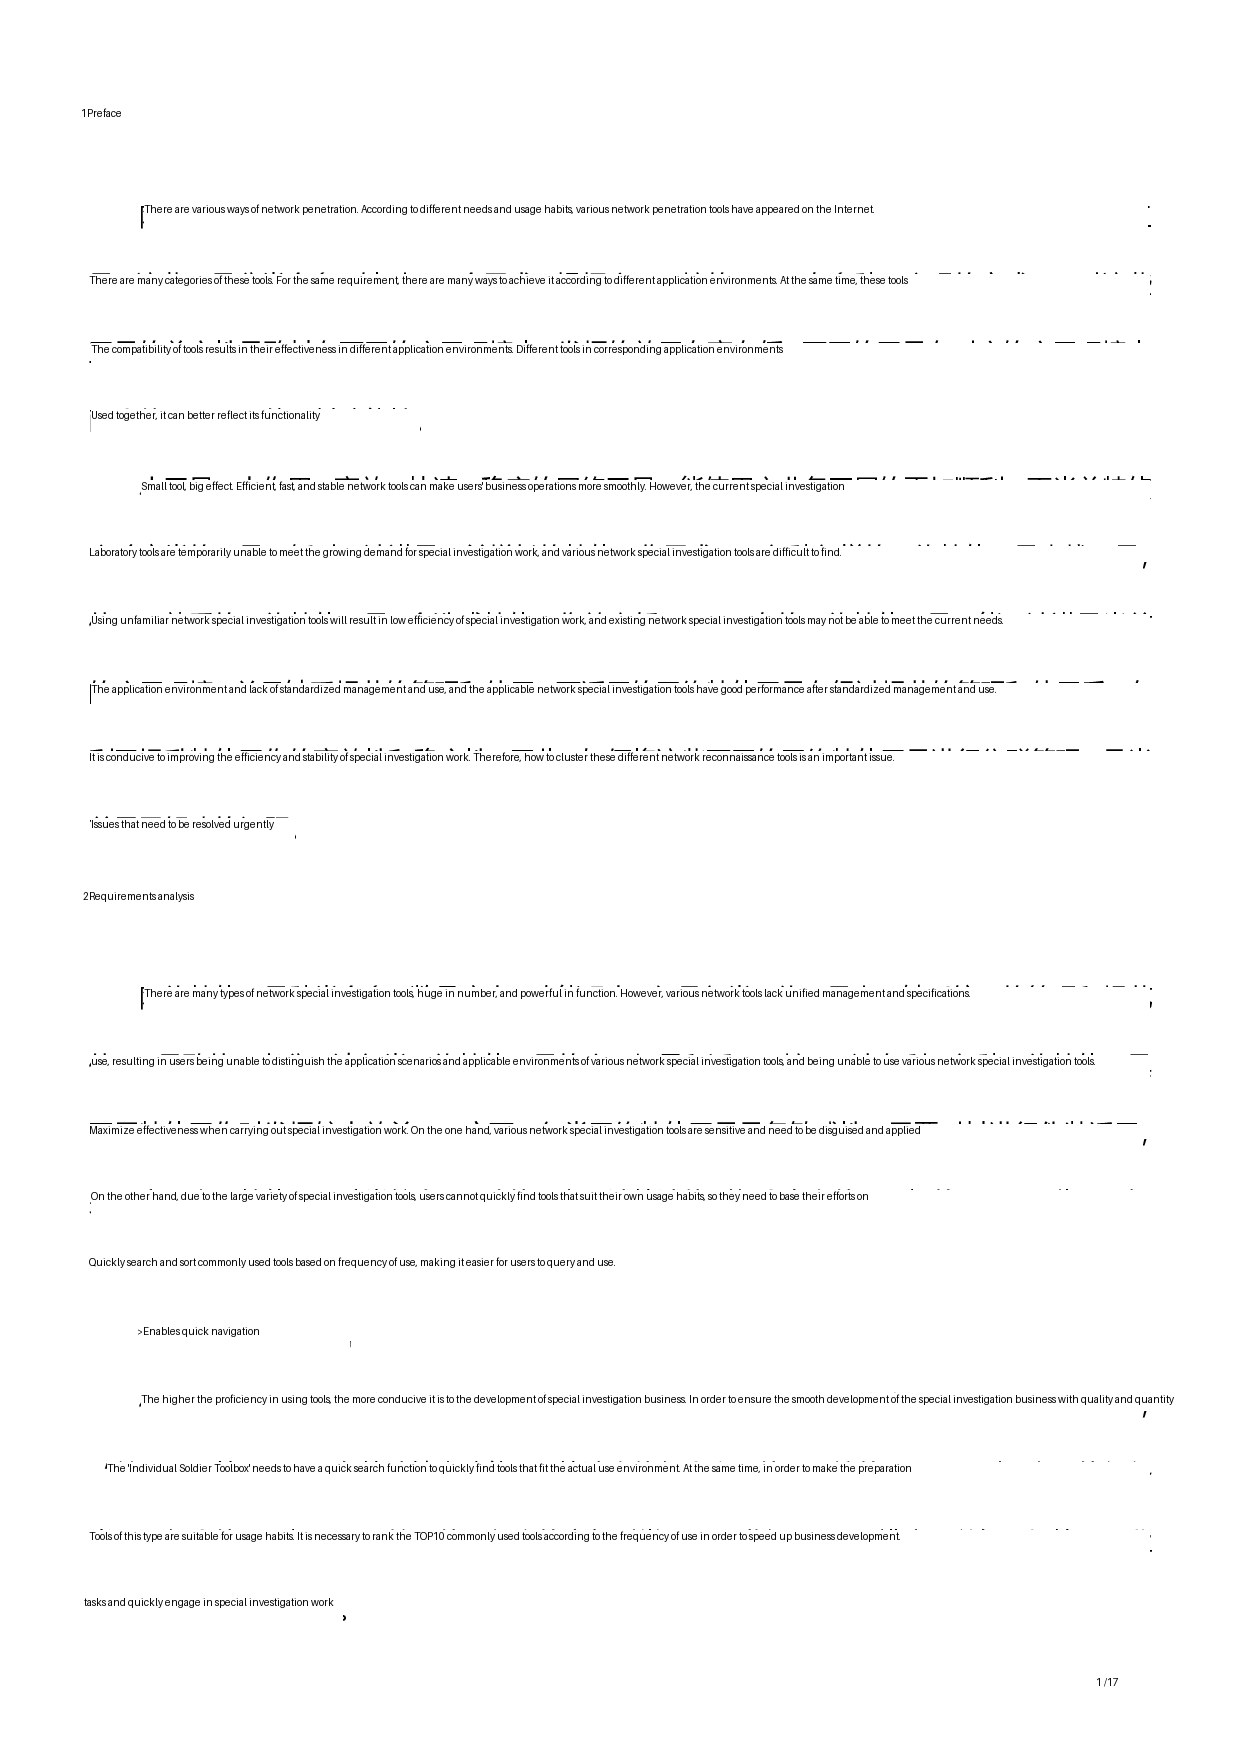 1 Preface
There are various ways of network penetration. According to different needs and usage habits, various network penetration tools have appeared on the Internet.
There are many categories of these tools. For the same requirement, there are many ways to achieve it according to different application environments. At the same time, these tools
The compatibility of tools results in their effectiveness in different application environments. Different tools in corresponding application environments
Used together, it can better reflect its functionality
Small tool, big effect. Efficient, fast, and stable network tools can make users' business operations more smoothly. However, the current special investigation
Laboratory tools are temporarily unable to meet the growing demand for special investigation work, and various network special investigation tools are difficult to find.
Using unfamiliar network special investigation tools will result in low efficiency of special investigation work, and existing network special investigation tools may not be able to meet the current needs.
The application environment and lack of standardized management and use, and the applicable network special investigation tools have good performance after standardized management and use.
It is conducive to improving the efficiency and stability of special investigation work. Therefore, how to cluster these different network reconnaissance tools is an important issue.
Issues that need to be resolved urgently
2 Requirements analysis
There are many types of network special investigation tools, huge in number, and powerful in function. However, various network tools lack unified management and specifications.
use, resulting in users being unable to distinguish the application scenarios and applicable environments of various network special investigation tools, and being unable to use various network special investigation tools.
Maximize effectiveness when carrying out special investigation work. On the one hand, various network special investigation tools are sensitive and need to be disguised and applied
On the other hand, due to the large variety of special investigation tools, users cannot quickly find tools that suit their own usage habits, so they need to base their efforts on
Quickly search and sort commonly used tools based on frequency of use, making it easier for users to query and use.
>Enables quick navigation
The higher the proficiency in using tools, the more conducive it is to the development of special investigation business. In order to ensure the smooth development of the special investigation business with quality and quantity
The 'Individual Soldier Toolbox' needs to have a quick search function to quickly find tools that fit the actual use environment. At the same time, in order to make the preparation
Tools of this type are suitable for usage habits. It is necessary to rank the TOP10 commonly used tools according to the frequency of use in order to speed up business development.
tasks and quickly engage in special investigation work
1 / 17